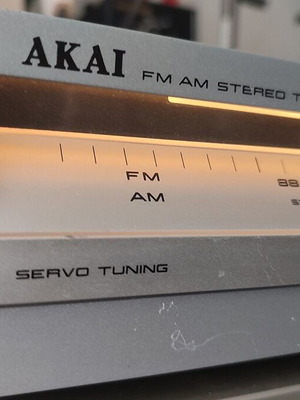 AKAI FM AM STEREO T
FM 88
AM
SERVO TUNING